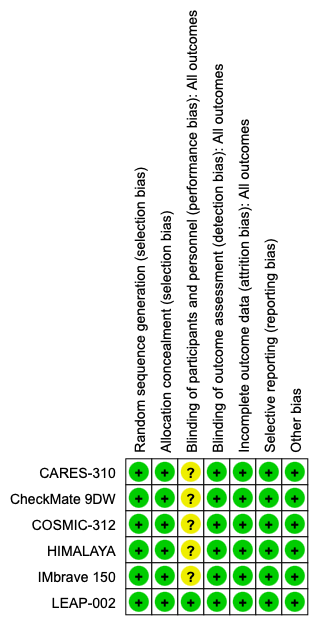 Random sequence generation (selection bias)
Allocation concealment (selection bias)
Blinding of participants and personnel (performance bias): All outcomes
Blinding of outcome assessment (detection bias): All outcomes
Incomplete outcome data (attrition bias): All outcomes
Selective reporting (reporting bias)
Other bias
CARES-310 + + ? + + + +
CheckMate 9DW + + ? + + + +
COSMIC-312 + + ? + + + +
HIMALAYA + + ? + + + +
IMbrave 150 + + ? + + + +
LEAP-002 + + + + + + +